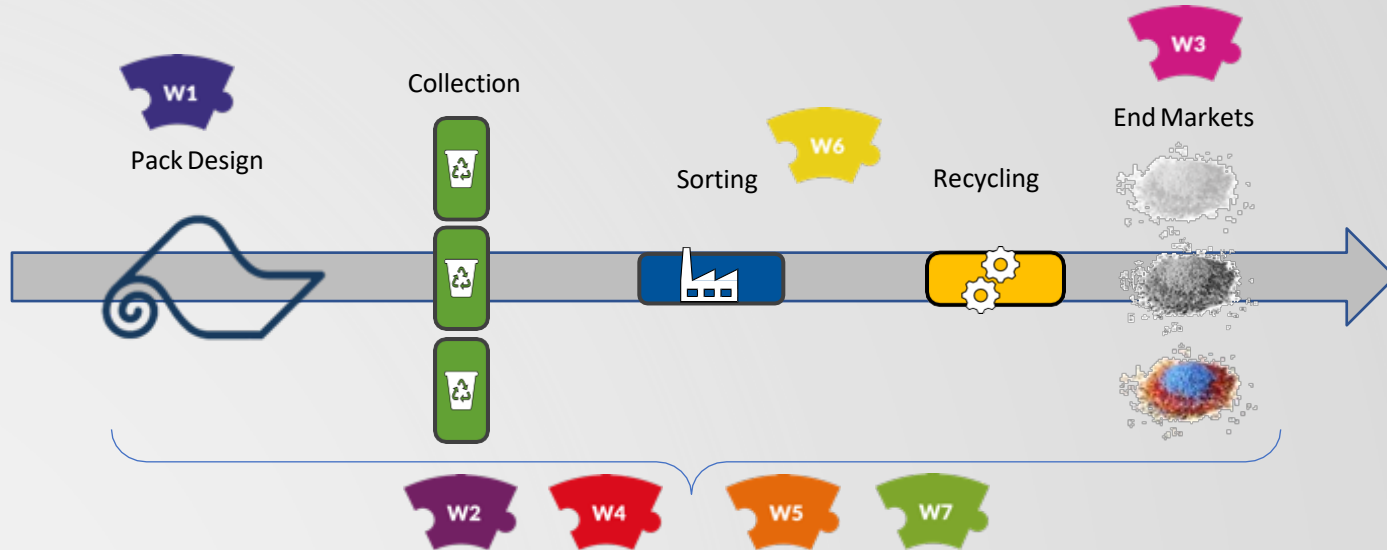 W1
Pack Design
Collection
Sorting
W6
Recycling
W3
End Markets
W2
W4
W5
W7